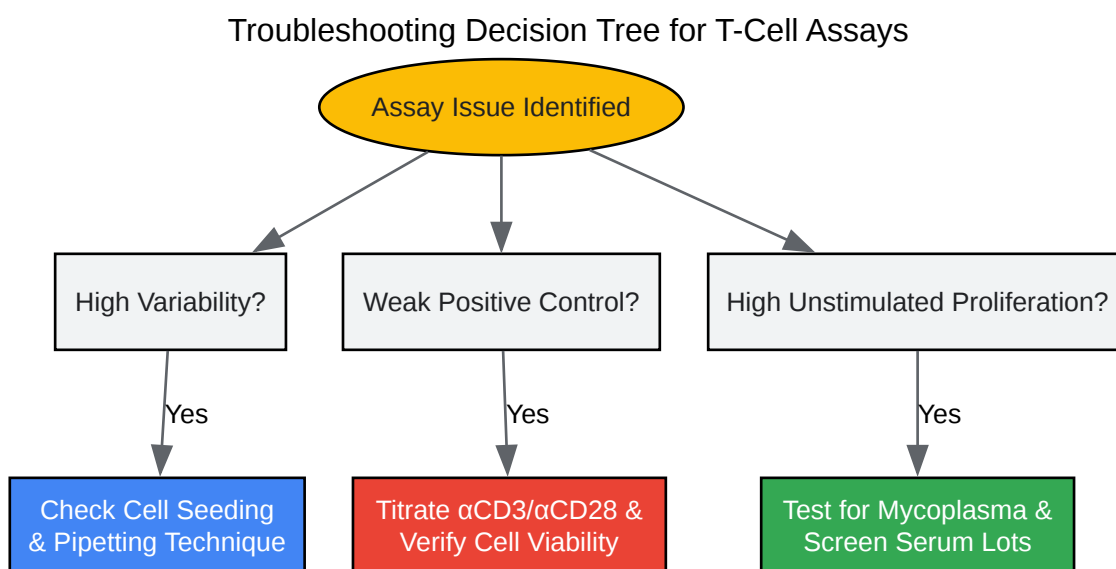 Troubleshooting Decision Tree for T-Cell Assays
Assay Issue Identified
High Variability?
Weak Positive Control?
High Unstimulated Proliferation?
Yes
Yes
Yes
Check Cell Seeding
& Pipetting Technique
Titrate αCD3/αCD28 &
Verify Cell Viability
Test for Mycoplasma &
Screen Serum Lots